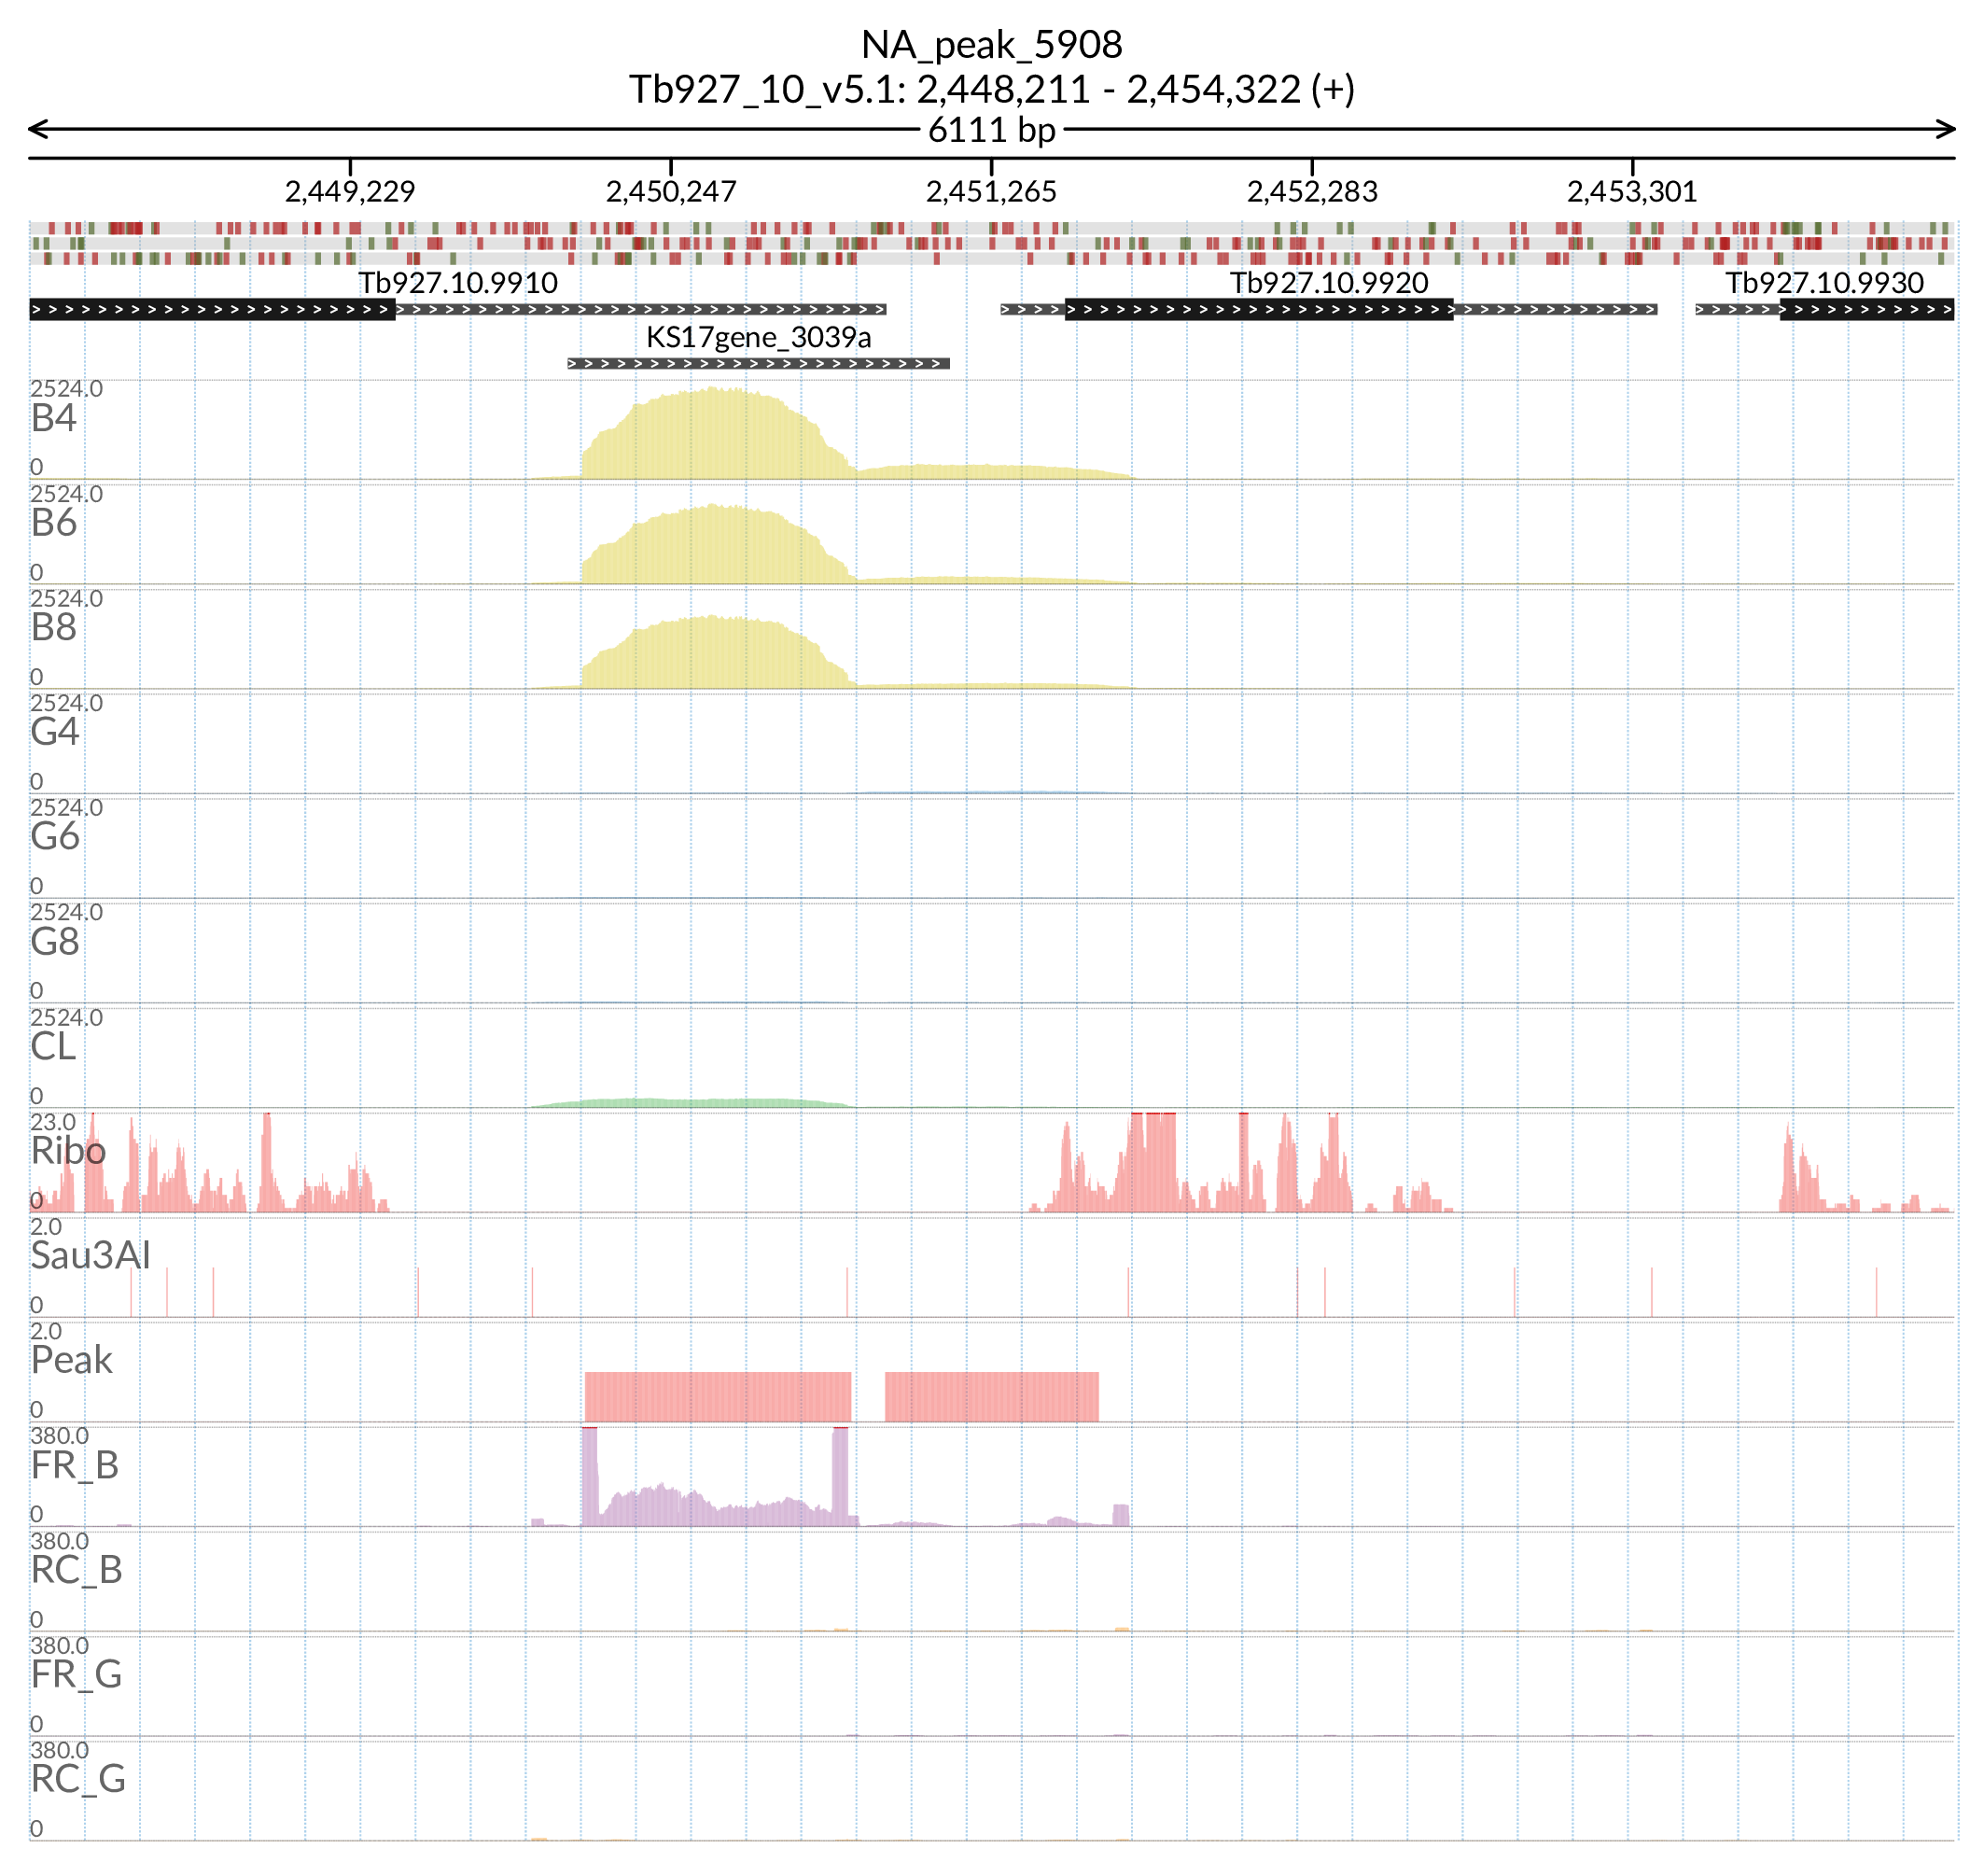 NA_peak_5908
Tb927_10_v5.1: 2,448,211 - 2,454,322 (+)
6111 bp
2,449,229 2,450,247 2,451,265 2,452,283 2,453,301
Tb927.10.9910 Tb927.10.9920 Tb927.10.9930
KS17gene_3039a
2524.0
B4
0
2524.0
B6
0
2524.0
B8
0
2524.0
G4
0
2524.0
G6
0
2524.0
G8
0
2524.0
CL
0
23.0
Ribo
0
2.0
Sau3AI
0
2.0
Peak
0
380.0
FR_B
0
380.0
RC_B
0
380.0
FR_G
0
380.0
RC_G
0